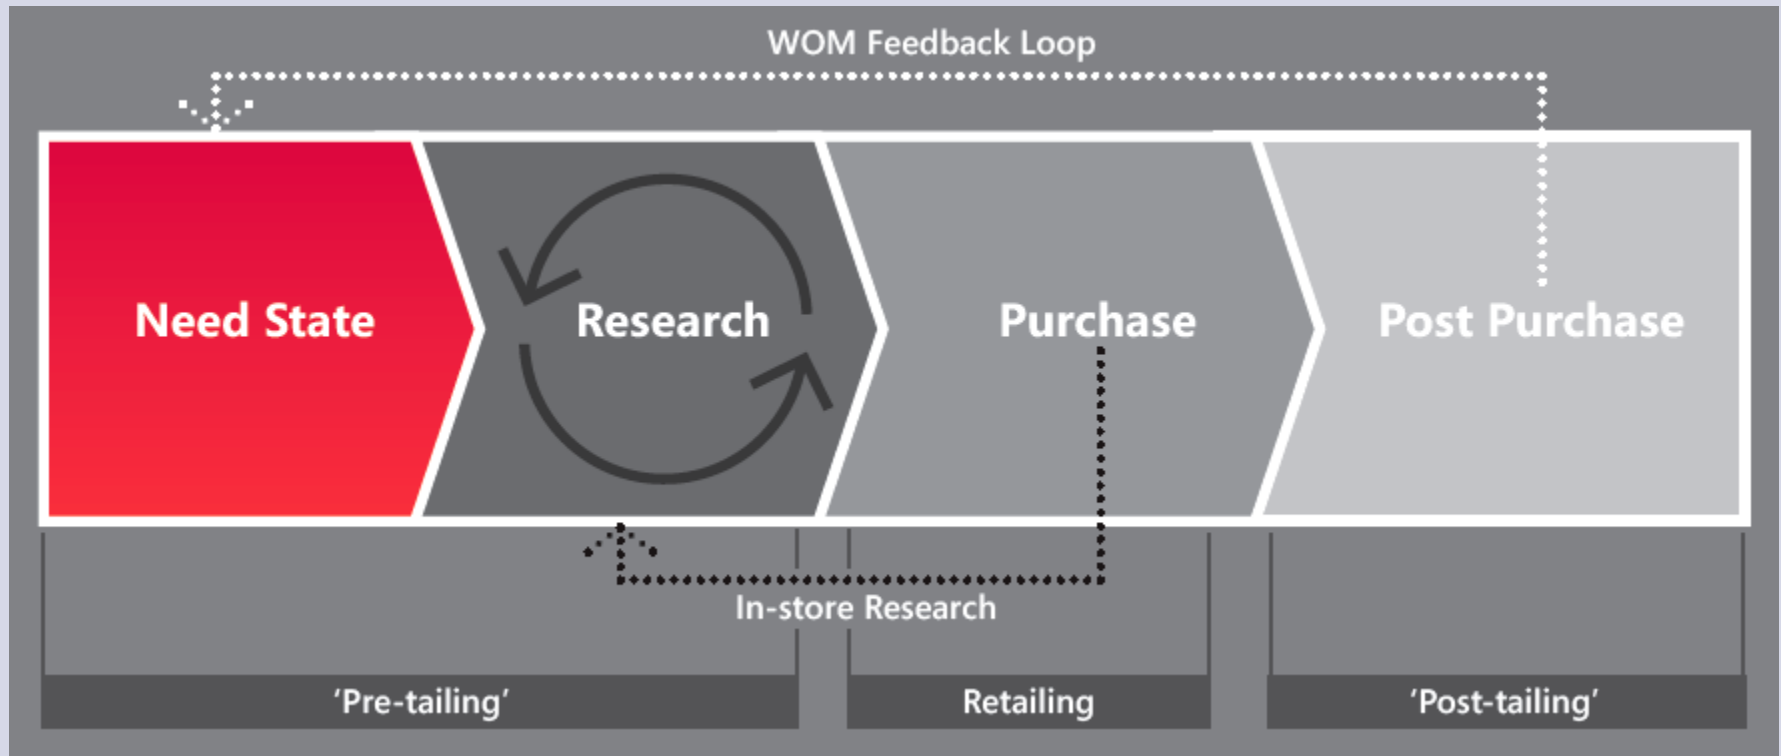 WOM Feedback Loop
Need State
Research
Purchase
Post Purchase
In-store Research
‘Pre-tailing’
Retailing
‘Post-tailing’